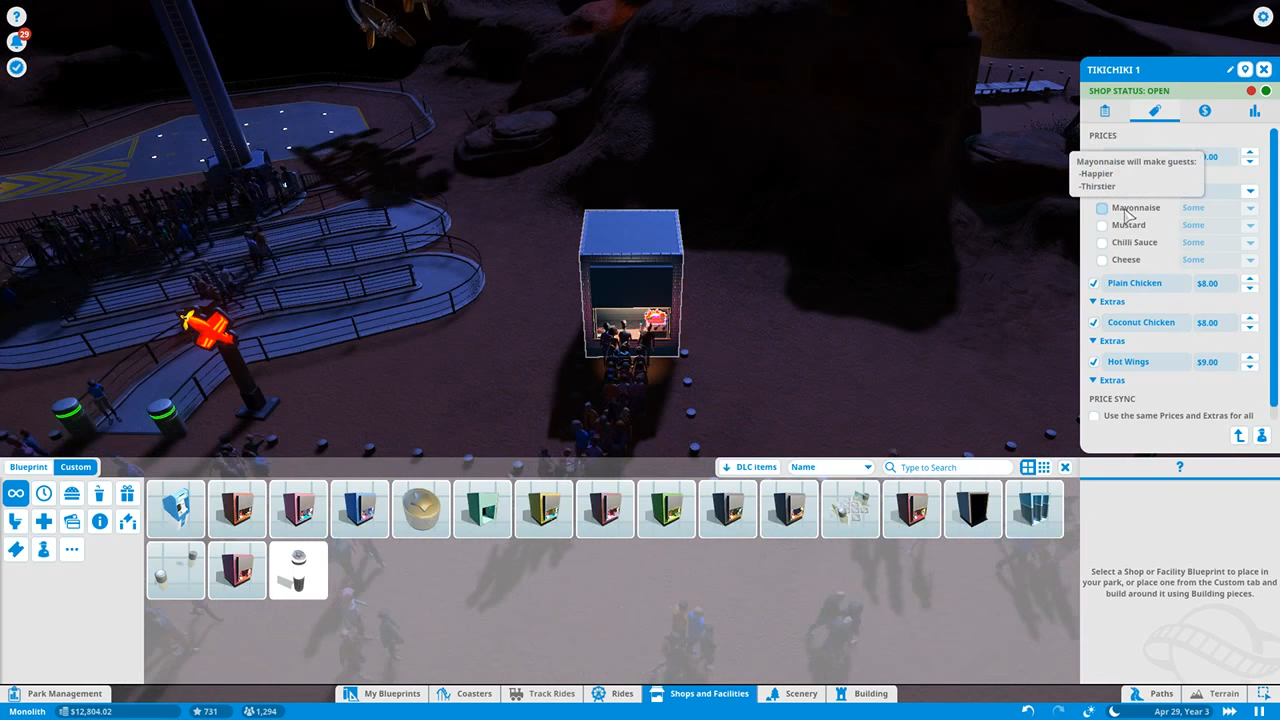 ?
29
TIKICHIKI 1
SHOP STATUS: OPEN
PRICES
Mayonnaise will make guests:
-Happier
-Thirstier
.00
Mayonnaise Some
Mustard Some
Chilli Sauce Some
Cheese Some
Plain Chicken $8.00
Extras
Coconut Chicken $8.00
Extras
Hot Wings $9.00
Extras
PRICE SYNC
Use the same Prices and Extras for all
Blueprint Custom
DLC items Name Type to Search
?
Select a Shop or Facility Blueprint to place in
your park, or place one from the Custom tab and
build around it using Building pieces.
Park Management My Blueprints Coasters Track Rides Rides Shops and Facilities Scenery Building Paths Terrain
Monolith $12,804.02 731 1,294 Apr 29, Year 3